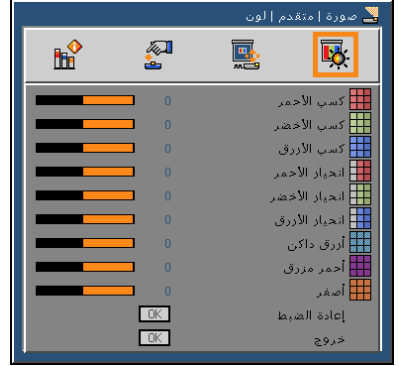 صورة | متقدم | لون
كسب الأحمر 0
كسب الأخضر 0
كسب الأزرق 0
انحياز الأحمر 0
انحياز الأخضر 0
انحياز الأزرق 0
أزرق داكن 0
أحمر مزرق 0
أصفر 0
إعادة الضبط OK
خروج OK